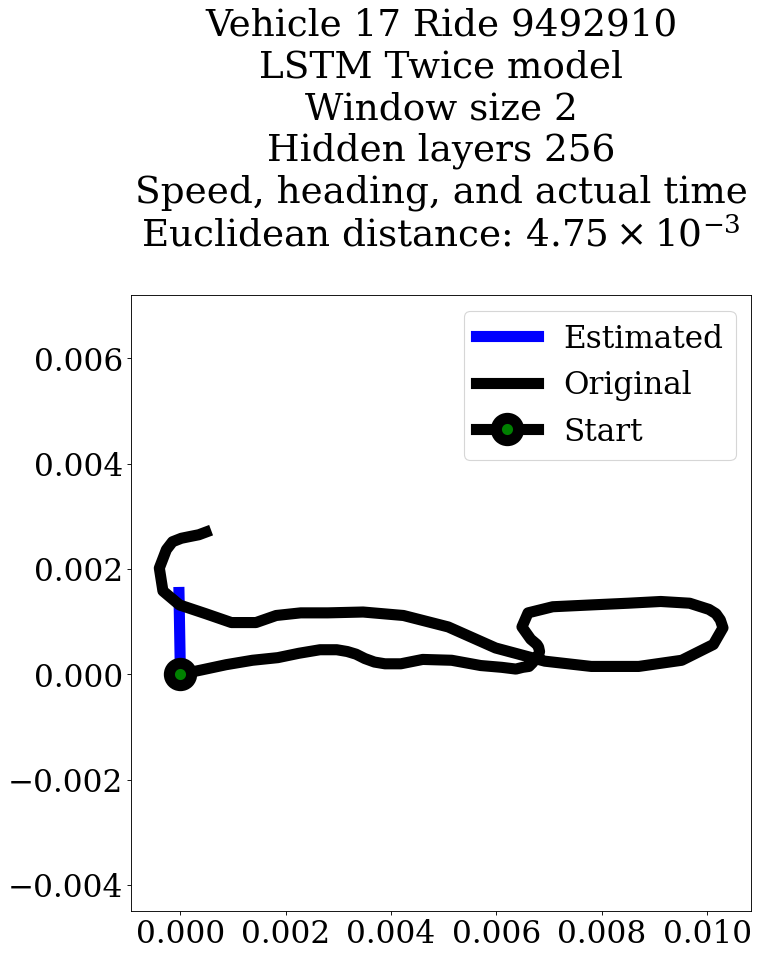 Vehicle 17 Ride 9492910
LSTM Twice model
Window size 2
Hidden layers 256
Speed, heading, and actual time
Euclidean distance: 4.75 × 10⁻³
Estimated
Original
Start
0.006
0.004
0.002
0.000
−0.002
−0.004
0.000 0.002 0.004 0.006 0.008 0.010